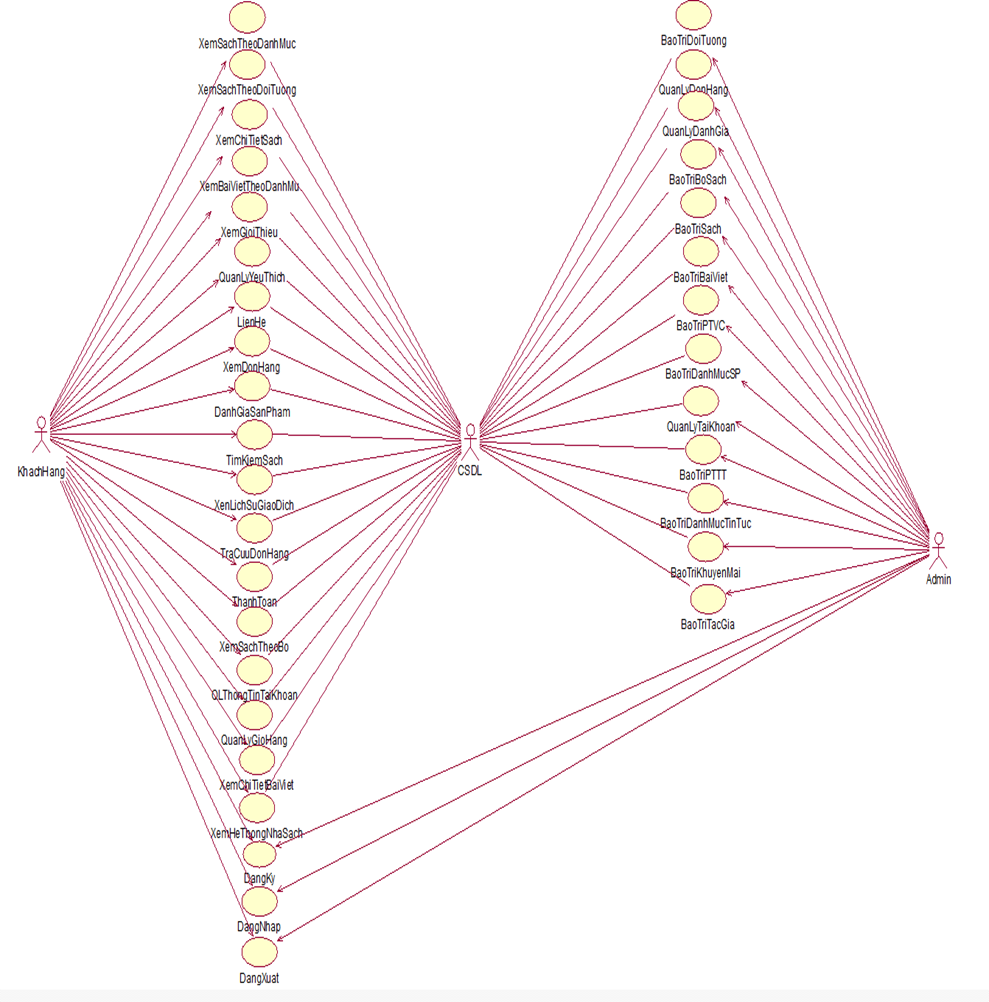 XemSachTheoDanhMuc
XemSachTheoDoiTuong
XemChiTietSach
XemBaiVietTheoDanhMu
XemGioiThieu
QuanLyYeuThich
LienHe
XemDonHang
DanhGiaSanPham
TimKiemSach
XenLichSuGiaoDich
TraCuuDonHang
ThanhToan
XemSachTheoBo
QLThongTinTaiKhoan
QuanLyGioHang
XemChiTietBaiViet
XemHeThongNhaSach
DangKy
DangNhap
DangXuat
KhachHang
CSDL
BaoTriDoiTuong
QuanLyDonHang
QuanLyDanhGia
BaoTriBoSach
BaoTriSach
BaoTriBaiViet
BaoTriPTVC
BaoTriDanhMucSP
QuanLyTaiKhoan
BaoTriPTTT
BaoTriDanhMucTinTuc
BaoTriKhuyenMai
BaoTriTacGia
Admin